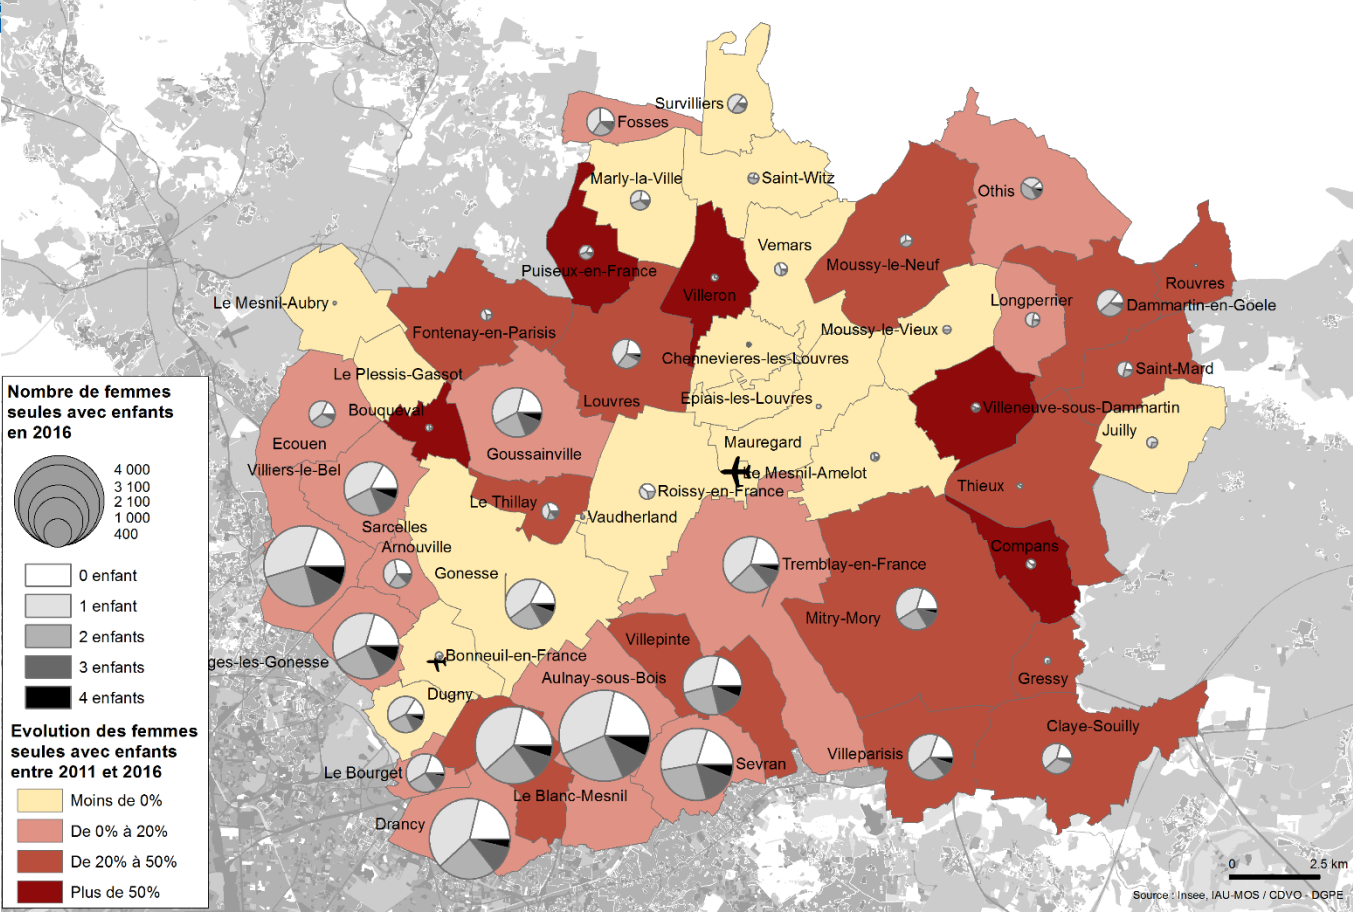 Survilliers
Fosses
Marly-la-Ville
Saint-Witz
Othis
Vemars
Puiseux-en-France
Moussy-le-Neuf
Villeron
Rouvres
Le Mesnil-Aubry
Longperrier
Dammartin-en-Goele
Fontenay-en-Parisis
Moussy-le-Vieux
Chennevieres-les-Louvres
Saint-Mard
Le Plessis-Gassot
Epiais-les-Louvres
Louvres
Bouqueval
Villeneuve-sous-Dammartin
Juilly
Ecouen
Mauregard
Goussainville
Villiers-le-Bel
Le Mesnil-Amelot
Thieux
Roissy-en-France
Le Thillay
Vaudherland
Sarcelles
Arnouville
Compans
Gonesse
Tremblay-en-France
Mitry-Mory
Villepinte
Bonneuil-en-France
ges-les-Gonesse
Aulnay-sous-Bois
Gressy
Dugny
Claye-Souilly
Villeparisis
Sevran
Le Bourget
Le Blanc-Mesnil
Drancy
Nombre de femmes
seules avec enfants
en 2016
4 000
3 100
2 100
1 000
400
0 enfant
1 enfant
2 enfants
3 enfants
4 enfants
Evolution des femmes
seules avec enfants
entre 2011 et 2016
Moins de 0%
De 0% à 20%
De 20% à 50%
Plus de 50%
0 2.5 km
Source : Insee, IAU-MOS / CDVO - DGPE